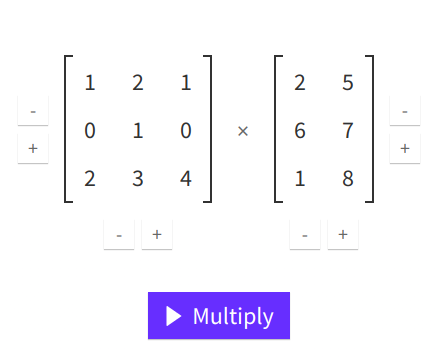 1 2 1 2 5
-
-
0 1 0 × 6 7
+
+
2 3 4 1 8
- + - +
Multiply